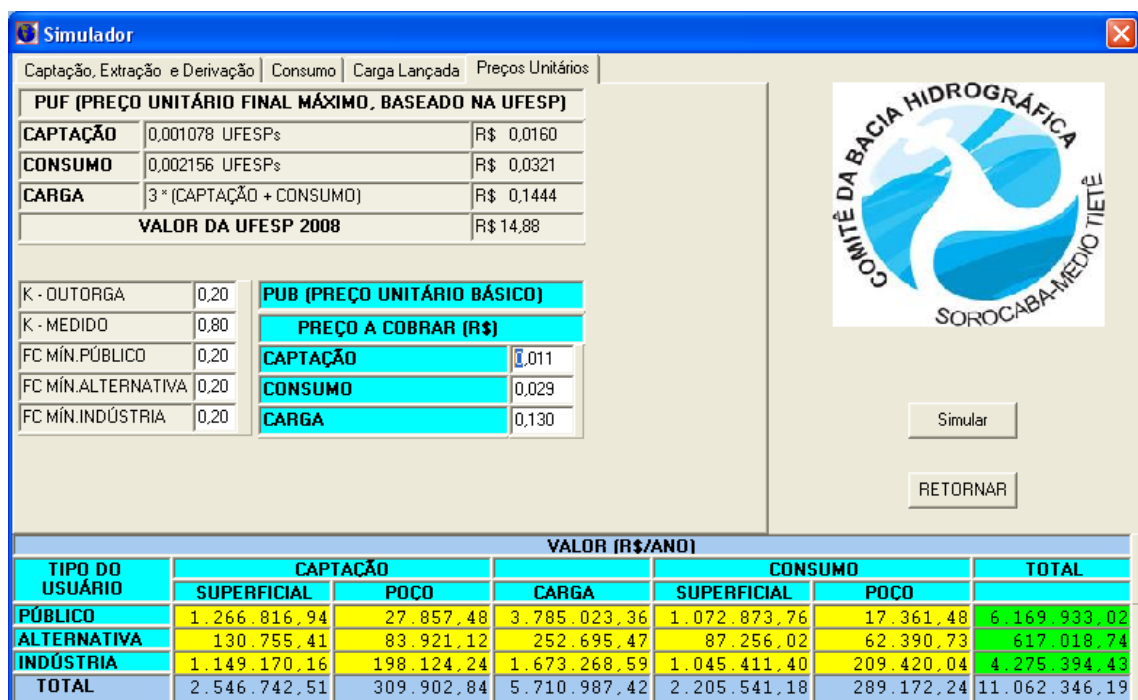 Simulador
Captação, Extração e Derivação Consumo Carga Lançada Preços Unitários
PUF (PREÇO UNITÁRIO FINAL MÁXIMO, BASEADO NA UFESP)
CAPTAÇÃO 0,001078 UFESPs R$ 0,0160
CONSUMO 0,002156 UFESPs R$ 0,0321
CARGA 3 * (CAPTAÇÃO + CONSUMO) R$ 0,1444
VALOR DA UFESP 2008 R$ 14,88
COMITÊ DA BACIA HIDROGRÁFICA
SOROCABA-MÉDIO TIETÊ
K - OUTORGA 0,20
K - MEDIDO 0,80
FC MÍN.PÚBLICO 0,20
FC MÍN.ALTERNATIVA 0,20
FC MÍN.INDÚSTRIA 0,20
PUB (PREÇO UNITÁRIO BÁSICO)
PREÇO A COBRAR (R$)
CAPTAÇÃO 0,011
CONSUMO 0,029
CARGA 0,130
Simular
RETORNAR
VALOR (R$/ANO)
TIPO DO USUÁRIO CAPTAÇÃO CONSUMO TOTAL
SUPERFICIAL POÇO CARGA SUPERFICIAL POÇO
PÚBLICO 1.266.816,94 27.857,48 3.785.023,36 1.072.873,76 17.361,48 6.169.933,02
ALTERNATIVA 130.755,41 83.921,12 252.695,47 87.256,02 62.390,73 617.018,74
INDÚSTRIA 1.149.170,16 198.124,24 1.673.268,59 1.045.411,40 209.420,04 4.275.394,43
TOTAL 2.546.742,51 309.902,84 5.710.987,42 2.205.541,18 289.172,24 11.062.346,19